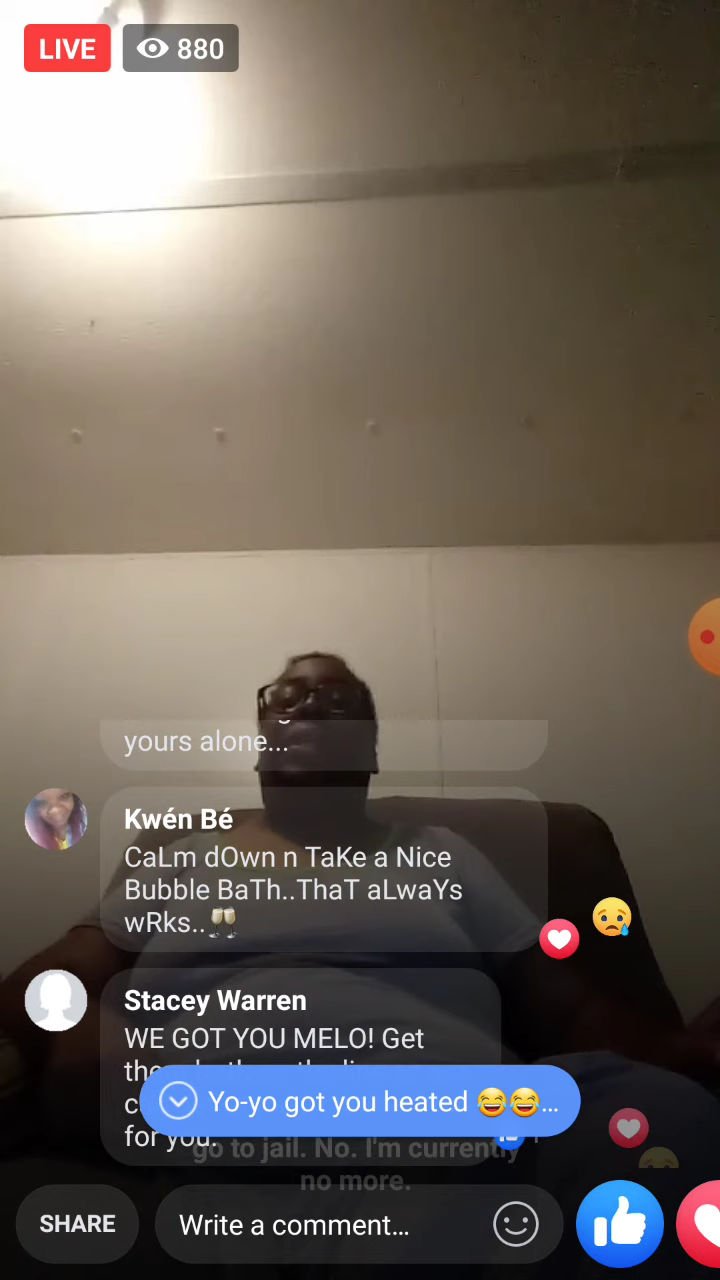 LIVE 880
yours alone...
Kwén Bé
CaLm dOwn n TaKe a Nice
Bubble BaTh..ThaT aLwaYs
wRks..🥂
Stacey Warren
WE GOT YOU MELO! Get
Yo-yo got you heated 😂😂...
for you.
go to jail. No. I'm currently
no more.
SHARE Write a comment...